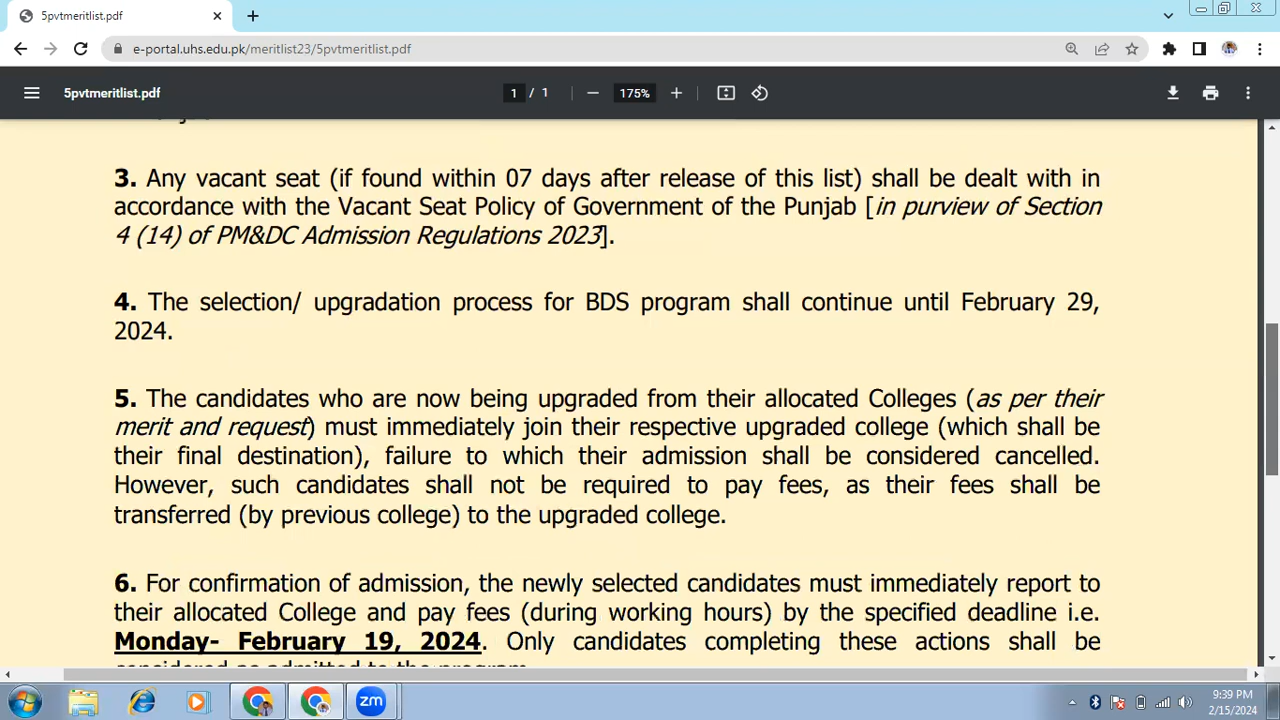 5pvtmeritlist.pdf
e-portal.uhs.edu.pk/meritlist23/5pvtmeritlist.pdf
5pvtmeritlist.pdf
1 / 1
175%
3. Any vacant seat (if found within 07 days after release of this list) shall be dealt with in
accordance with the Vacant Seat Policy of Government of the Punjab [in purview of Section
4 (14) of PM&DC Admission Regulations 2023].
4. The selection/ upgradation process for BDS program shall continue until February 29,
2024.
5. The candidates who are now being upgraded from their allocated Colleges (as per their
merit and request) must immediately join their respective upgraded college (which shall be
their final destination), failure to which their admission shall be considered cancelled.
However, such candidates shall not be required to pay fees, as their fees shall be
transferred (by previous college) to the upgraded college.
6. For confirmation of admission, the newly selected candidates must immediately report to
their allocated College and pay fees (during working hours) by the specified deadline i.e.
Monday- February 19, 2024. Only candidates completing these actions shall be
considered as admitted to the program
zm
9:39 PM
2/15/2024